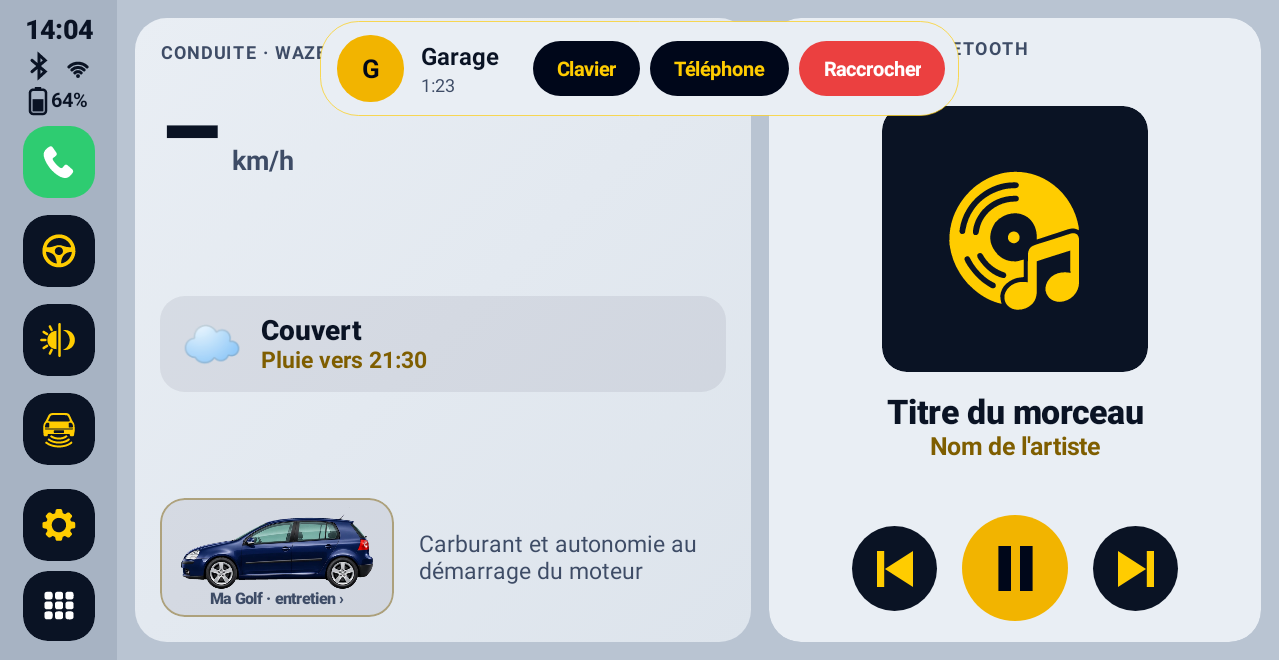 14:04
64%
CONDUITE · WAZE
G
Garage
1:23
Clavier
Téléphone
Raccrocher
ETOOTH
km/h
Couvert
Pluie vers 21:30
Titre du morceau
Nom de l'artiste
Ma Golf · entretien ›
Carburant et autonomie au
démarrage du moteur